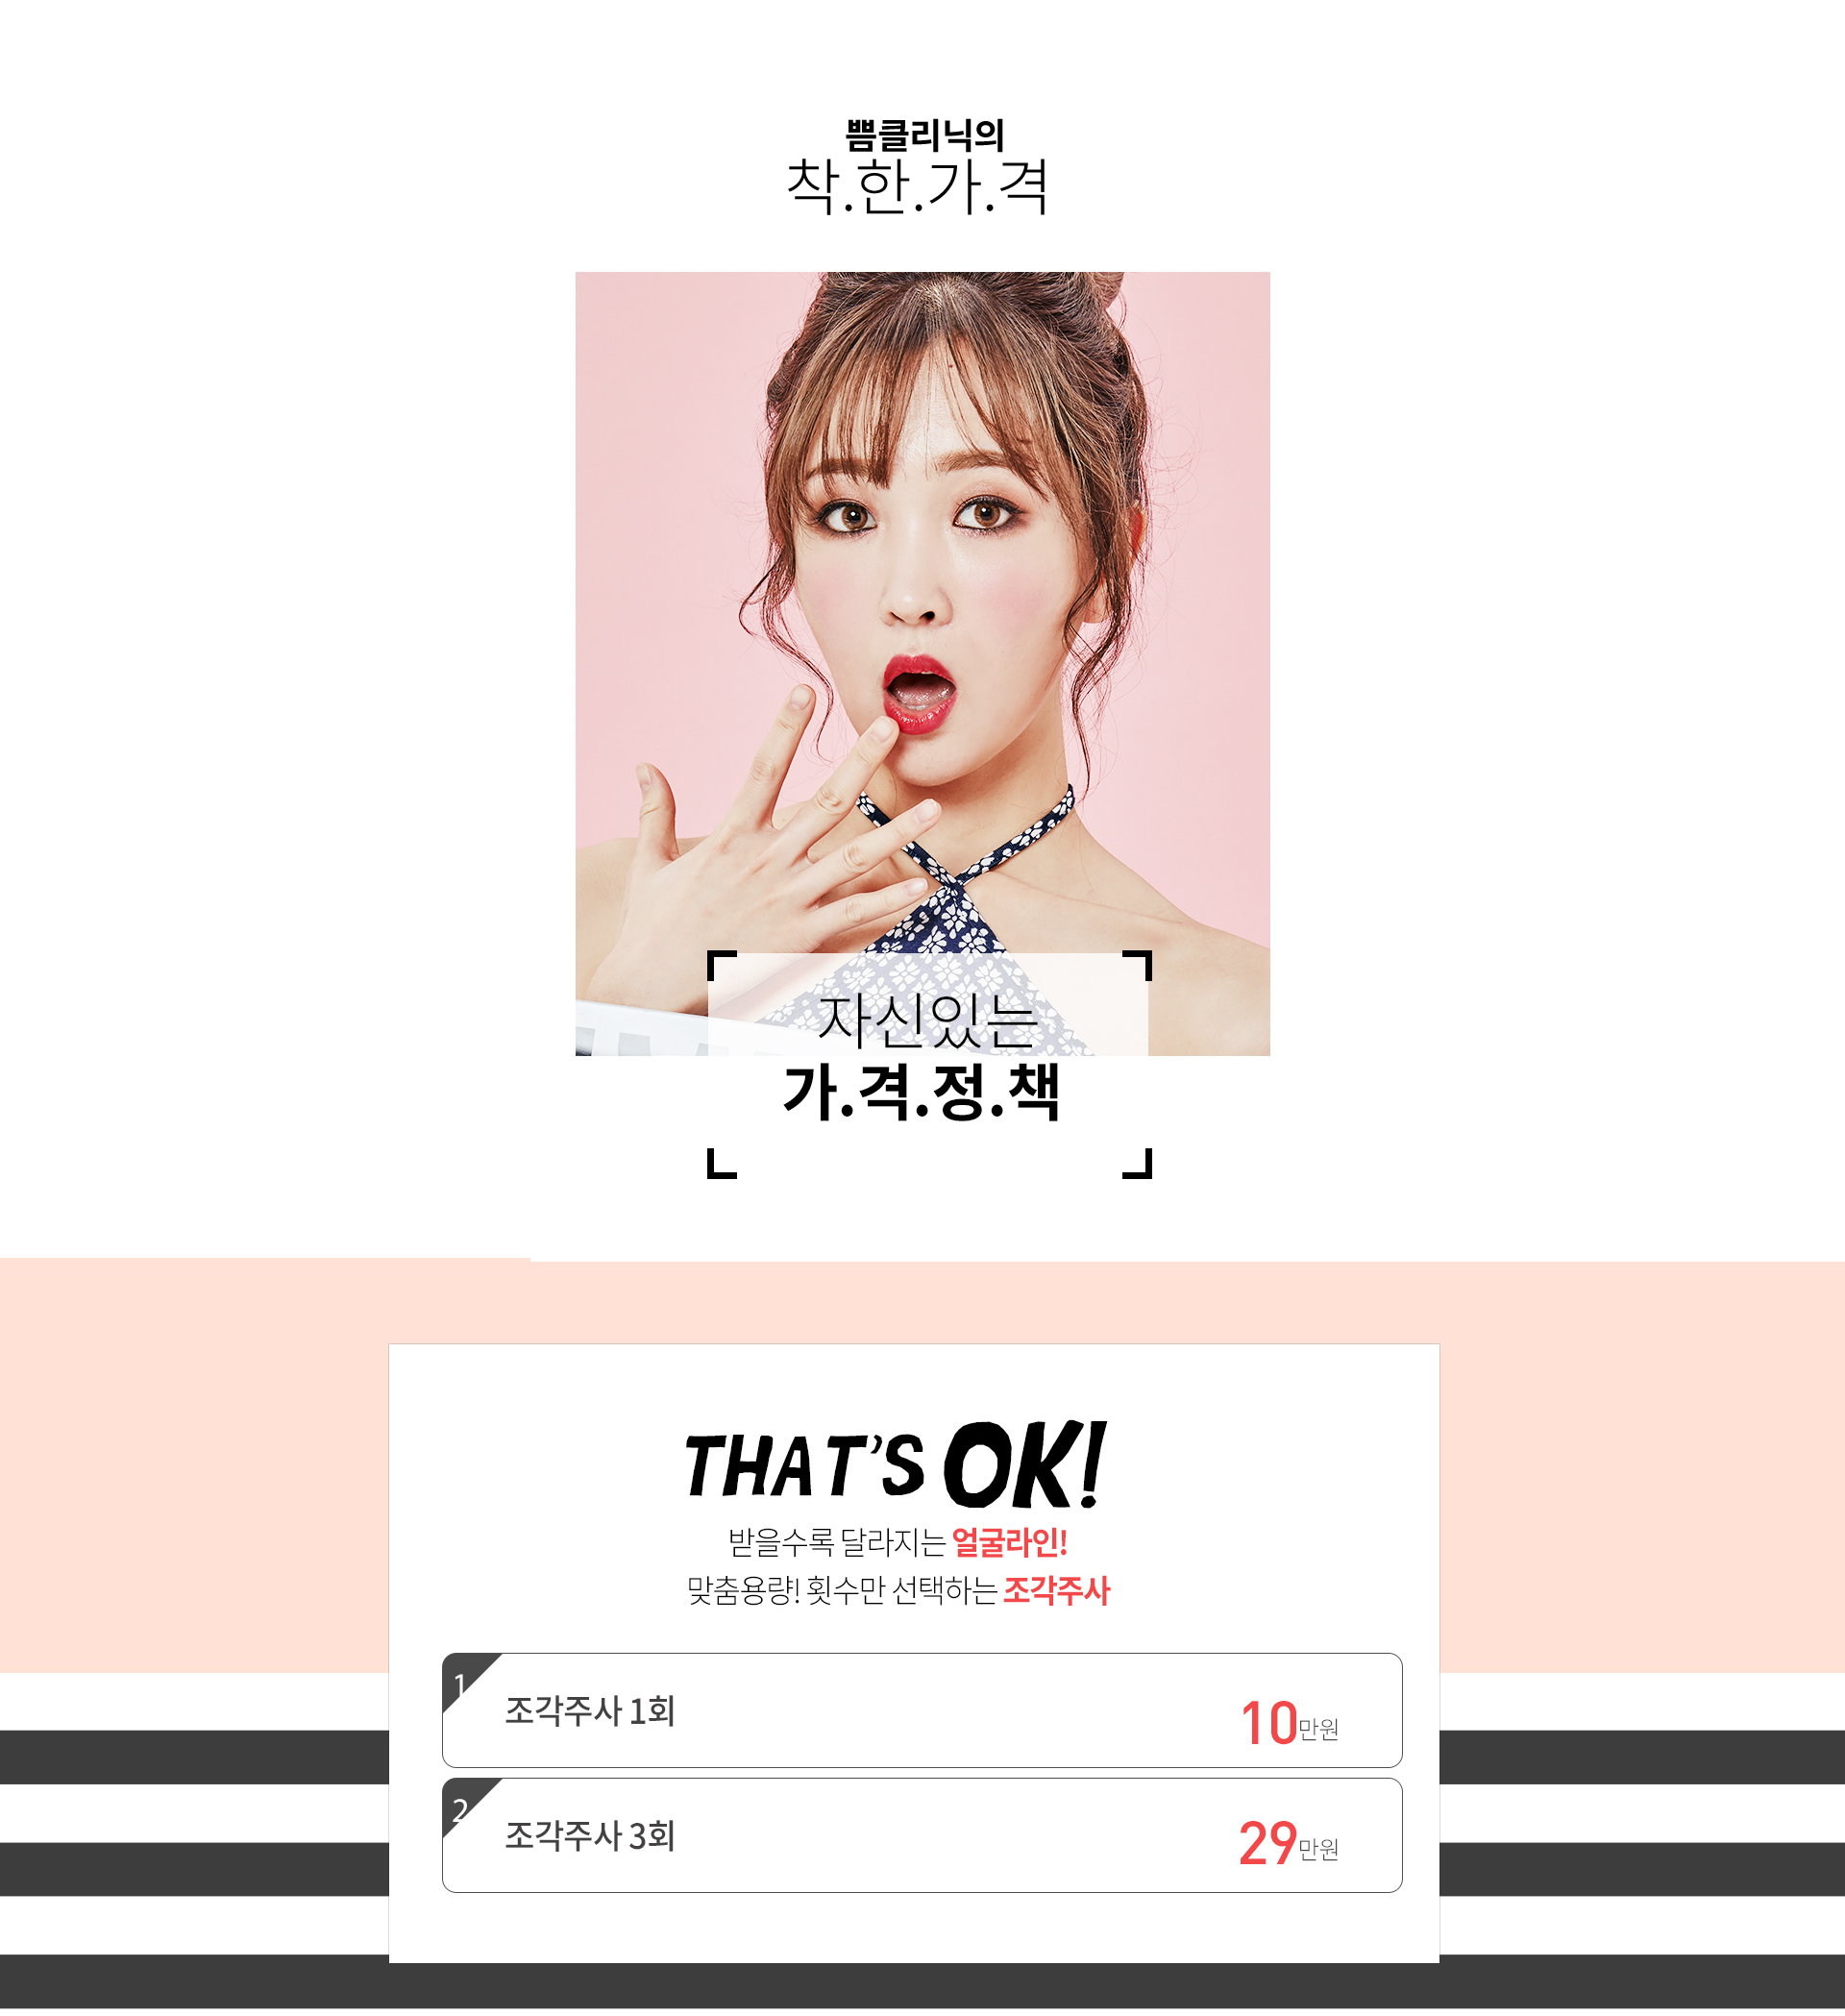 쁨클리닉의
착.한.가.격
자신있는
가.격.정.책
THAT'S OK!
받을수록 달라지는 얼굴라인!
맞춤용량! 횟수만 선택하는 조각주사
1
조각주사 1회
10만원
2
조각주사 3회
29만원